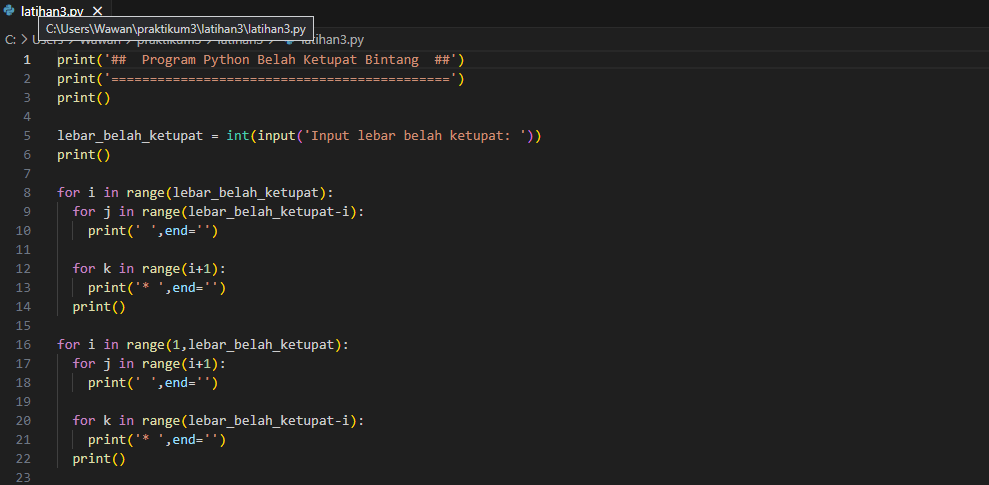 latihan3.py
C:\Users\Wawan\praktikum3\latihan3\latihan3.py
C: > Users > Wawan > praktikum3 > latihan3 > latihan3.py
1 print('##  Program Python Belah Ketupat Bintang  ##')
2 print('============================================')
3 print()
4
5 lebar_belah_ketupat = int(input('Input lebar belah ketupat: '))
6 print()
7
8 for i in range(lebar_belah_ketupat):
9   for j in range(lebar_belah_ketupat-i):
10     print(' ',end='')
11
12   for k in range(i+1):
13     print('* ',end='')
14   print()
15
16 for i in range(1,lebar_belah_ketupat):
17   for j in range(i+1):
18     print(' ',end='')
19
20   for k in range(lebar_belah_ketupat-i):
21     print('* ',end='')
22   print()
23